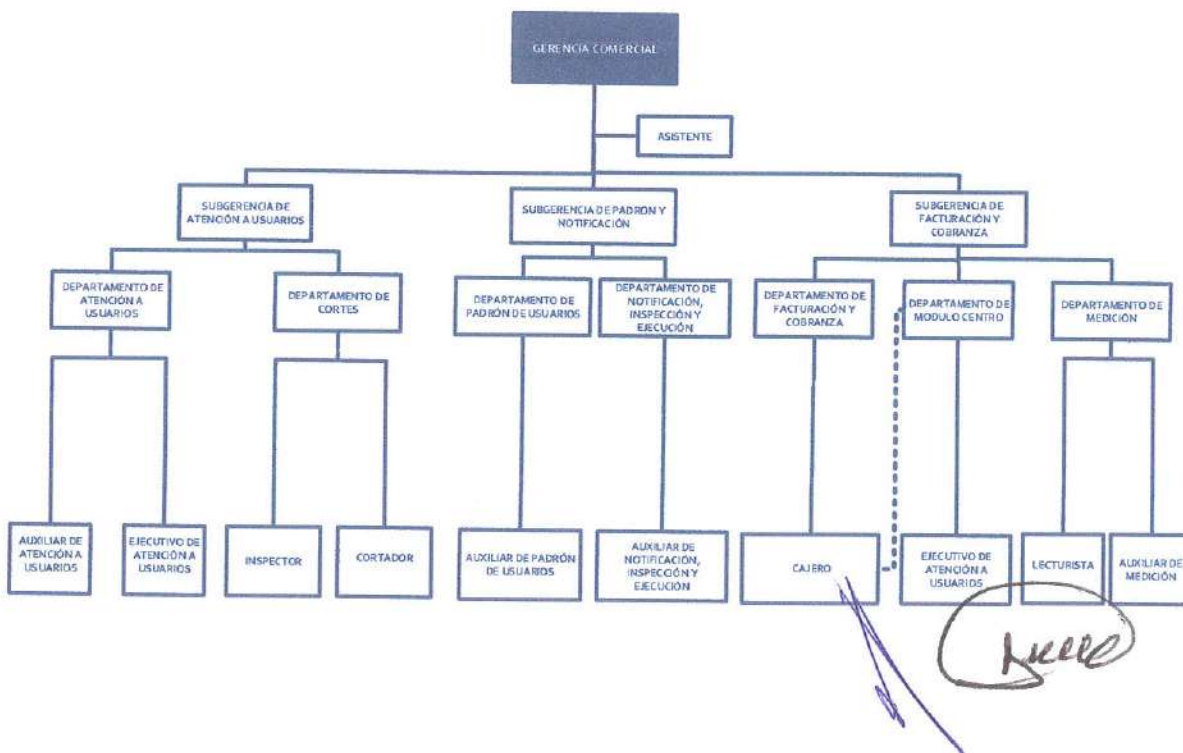 GERENCIA COMERCIAL
ASISTENTE
SUBGERENCIA DE
ATENCIÓN A USUARIOS
SUBGERENCIA DE PADRÓN Y
NOTIFICACIÓN
SUBGERENCIA DE
FACTURACIÓN Y
COBRANZA
DEPARTAMENTO DE
ATENCIÓN A
USUARIOS
DEPARTAMENTO DE
CORTES
DEPARTAMENTO DE
PADRÓN DE USUARIOS
DEPARTAMENTO DE
NOTIFICACIÓN,
INSPECCIÓN Y
EJECUCIÓN
DEPARTAMENTO DE
FACTURACIÓN Y
COBRANZA
DEPARTAMENTO DE
MODULO CENTRO
DEPARTAMENTO DE
MEDICIÓN
AUXILIAR DE
ATENCIÓN A
USUARIOS
EJECUTIVO DE
ATENCIÓN A
USUARIOS
INSPECTOR
CORTADOR
AUXILIAR DE PADRÓN
DE USUARIOS
AUXILIAR DE
NOTIFICACIÓN,
INSPECCIÓN Y
EJECUCIÓN
CAJERO
EJECUTIVO DE
ATENCIÓN A
USUARIOS
LECTURISTA
AUXILIAR DE
MEDICIÓN